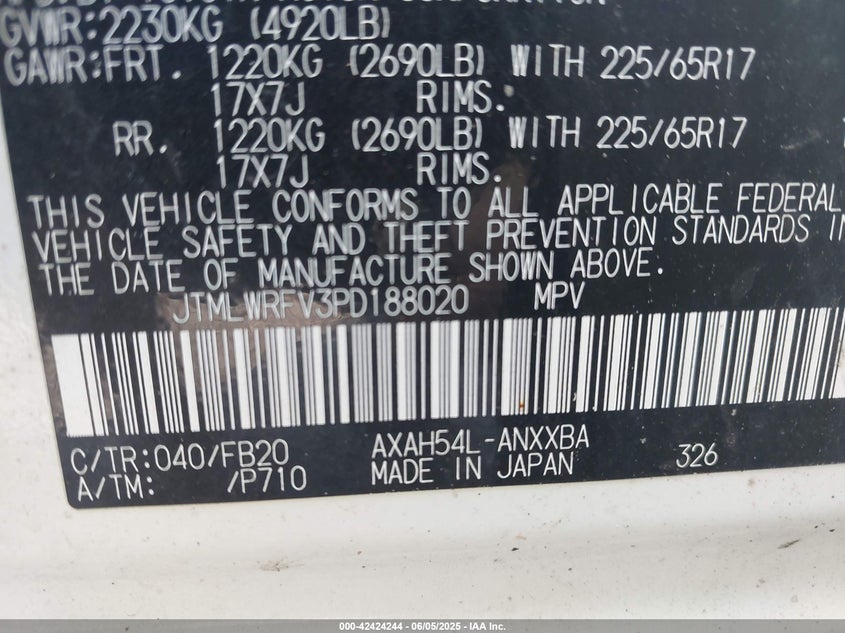 GVWR:2230KG (4920LB)
GAWR:FRT. 1220KG (2690LB) WITH 225/65R17
17X7J RIMS.
RR. 1220KG (2690LB) WITH 225/65R17
17X7J RIMS.
THIS VEHICLE CONFORMS TO ALL APPLICABLE FEDERAL
VEHICLE SAFETY AND THEFT PREVENTION STANDARDS IN
THE DATE OF MANUFACTURE SHOWN ABOVE.
JTMLWRFV3PD188020 MPV
C/TR:040/FB20 AXAH54L-ANXXBA
A/TM: /P710 MADE IN JAPAN 326
000-42424244 - 06/05/2025 - IAA Inc.